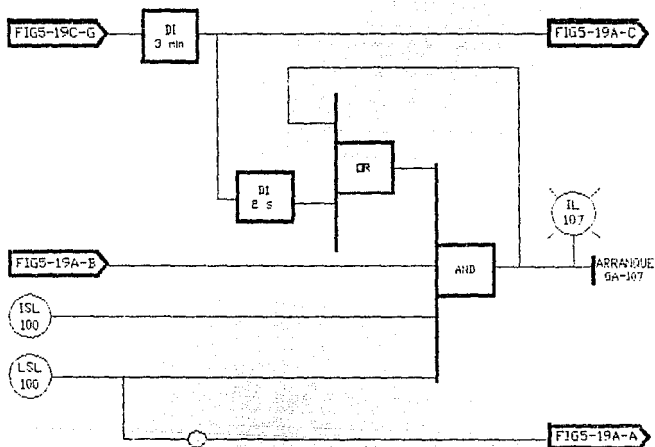 FIG5-19C-G
DI
3 min
FIG5-19A-C
OR
DI
2 s
IL
107
FIG5-19A-B
AND
ARRANQUE
GA-107
ISL
100
LSL
100
FIG5-19A-A